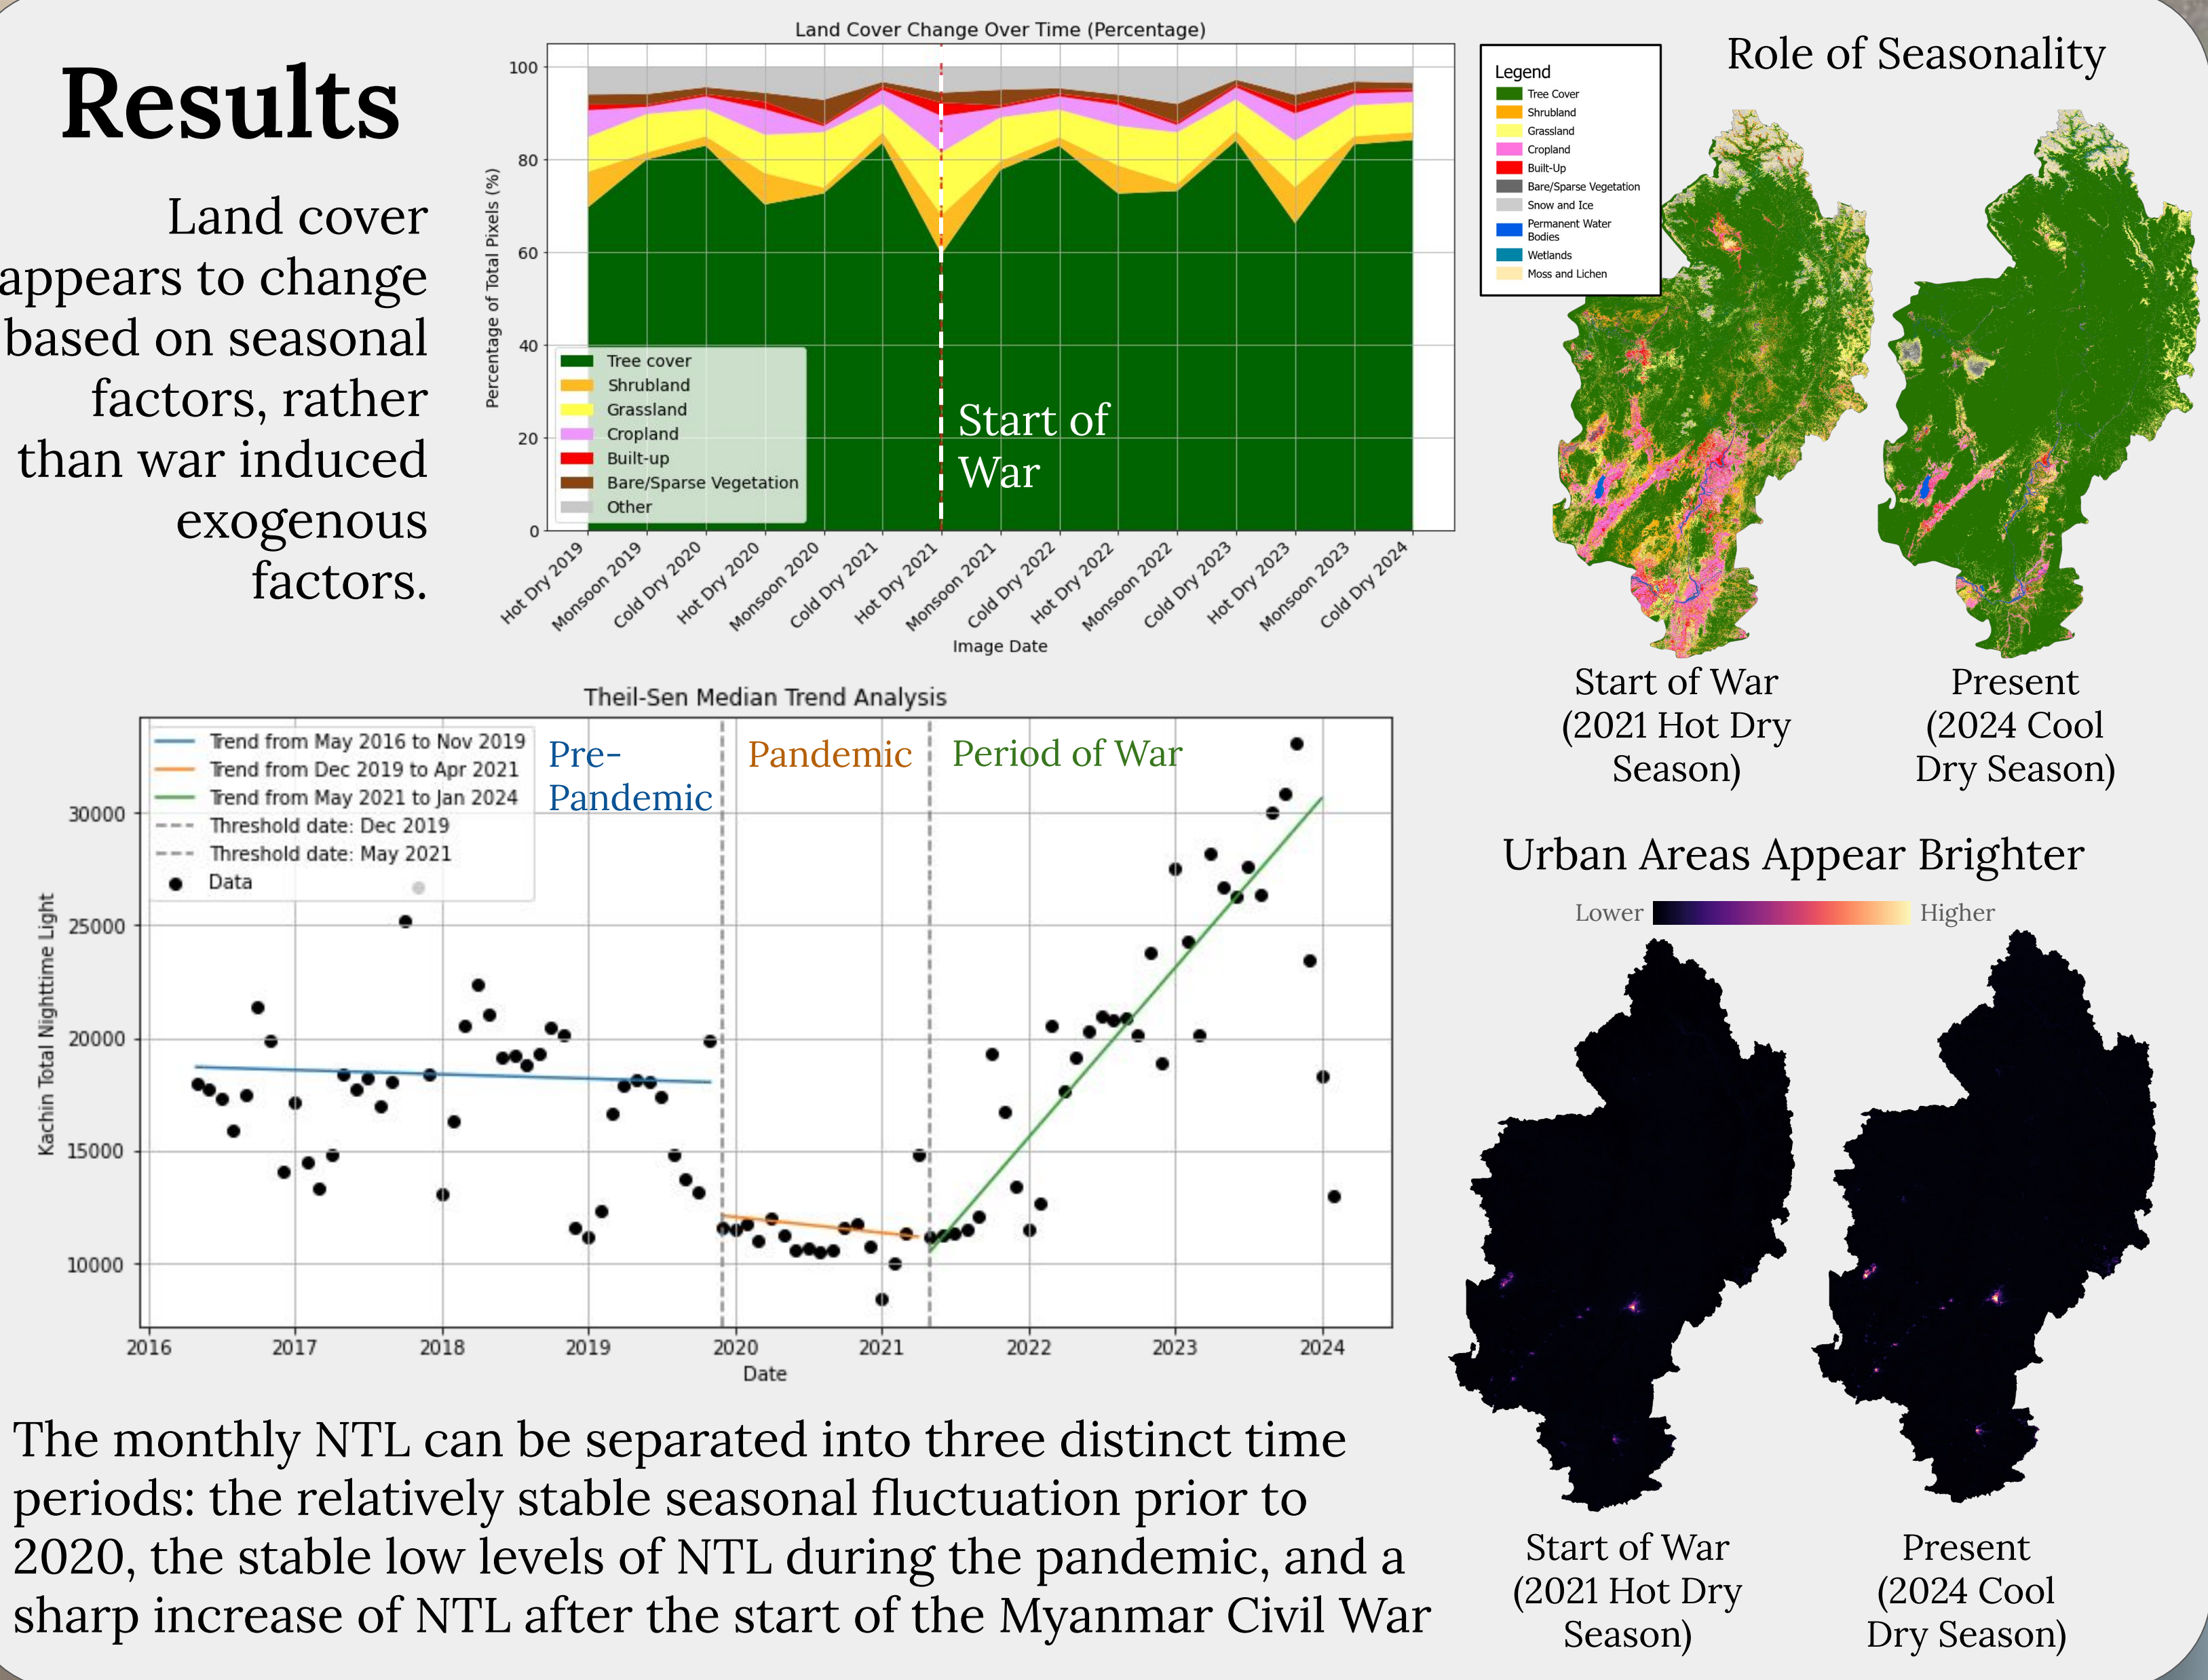 Results
Land cover
appears to change
based on seasonal
factors, rather
than war induced
exogenous
factors.
Land Cover Change Over Time (Percentage)
Percentage of Total Pixels (%)
100
80
60
40
20
0
Tree cover
Shrubland
Grassland
Cropland
Built-up
Bare/Sparse Vegetation
Other
Start of
War
Hot Dry 2019
Monsoon 2019
Cold Dry 2020
Hot Dry 2020
Monsoon 2020
Cold Dry 2021
Hot Dry 2021
Monsoon 2021
Cold Dry 2022
Hot Dry 2022
Monsoon 2022
Cold Dry 2023
Hot Dry 2023
Monsoon 2023
Cold Dry 2024
Image Date
Legend
Tree Cover
Shrubland
Grassland
Cropland
Built-Up
Bare/Sparse Vegetation
Snow and Ice
Permanent Water
Bodies
Wetlands
Moss and Lichen
Role of Seasonality
Start of War
(2021 Hot Dry
Season)
Present
(2024 Cool
Dry Season)
Theil-Sen Median Trend Analysis
Kachin Total Nighttime Light
Trend from May 2016 to Nov 2019
Trend from Dec 2019 to Apr 2021
Trend from May 2021 to Jan 2024
Threshold date: Dec 2019
Threshold date: May 2021
Data
Pre-
Pandemic
Pandemic
Period of War
30000
25000
20000
15000
10000
2016
2017
2018
2019
2020
2021
2022
2023
2024
Date
Urban Areas Appear Brighter
Lower
Higher
Start of War
(2021 Hot Dry
Season)
Present
(2024 Cool
Dry Season)
The monthly NTL can be separated into three distinct time
periods: the relatively stable seasonal fluctuation prior to
2020, the stable low levels of NTL during the pandemic, and a
sharp increase of NTL after the start of the Myanmar Civil War